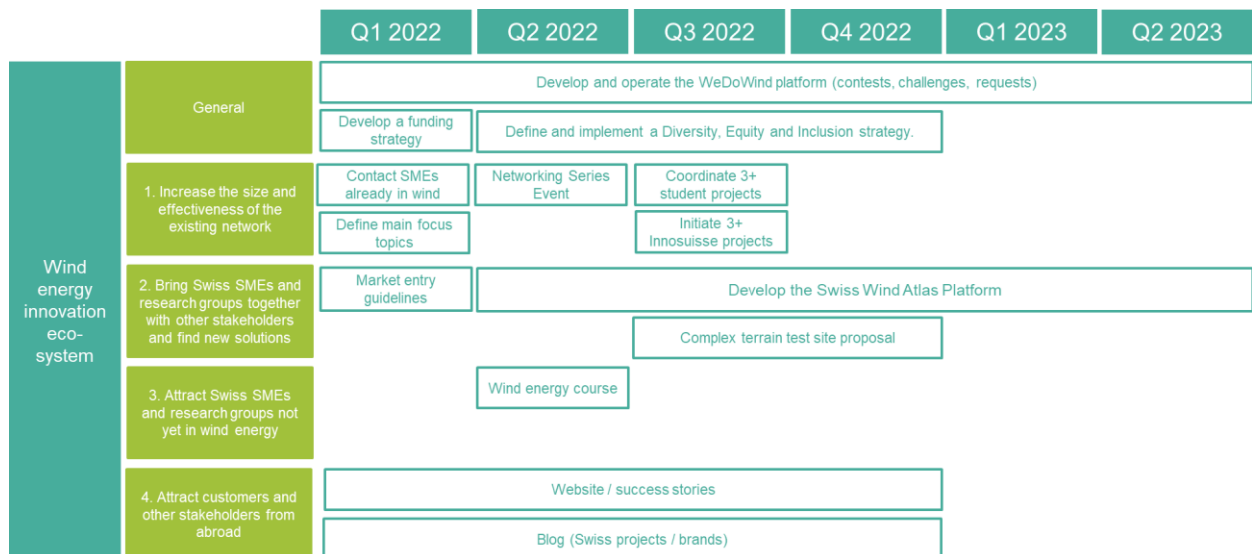 Q1 2022
Q2 2022
Q3 2022
Q4 2022
Q1 2023
Q2 2023
Wind
energy
innovation
eco-
system
General
Develop and operate the WeDoWind platform (contests, challenges, requests)
Develop a funding
strategy
Define and implement a Diversity, Equity and Inclusion strategy.
1. Increase the size and
effectiveness of the
existing network
Contact SMEs
already in wind
Networking Series
Event
Coordinate 3+
student projects
Define main focus
topics
Initiate 3+
Innosuisse projects
2. Bring Swiss SMEs and
research groups together
with other stakeholders
and find new solutions
Market entry
guidelines
Develop the Swiss Wind Atlas Platform
Complex terrain test site proposal
3. Attract Swiss SMEs
and research groups not
yet in wind energy
Wind energy course
4. Attract customers and
other stakeholders from
abroad
Website / success stories
Blog (Swiss projects / brands)